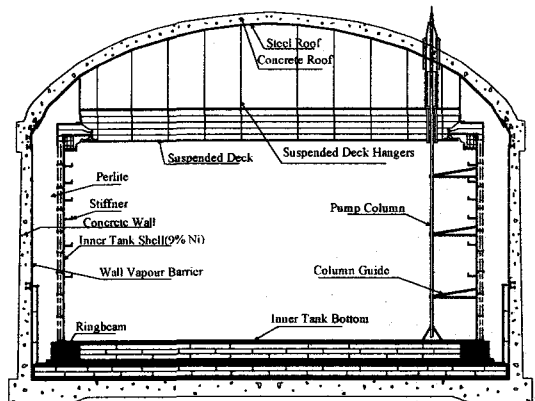 Steel Roof
Concrete Roof
Suspended Deck
Suspended Deck Hangers
Perlite
Stiffner
Concrete Wall
Inner Tank Shell(9% Ni)
Wall Vapour Barrier
Pump Column
Column Guide
Inner Tank Bottom
Ringbeam